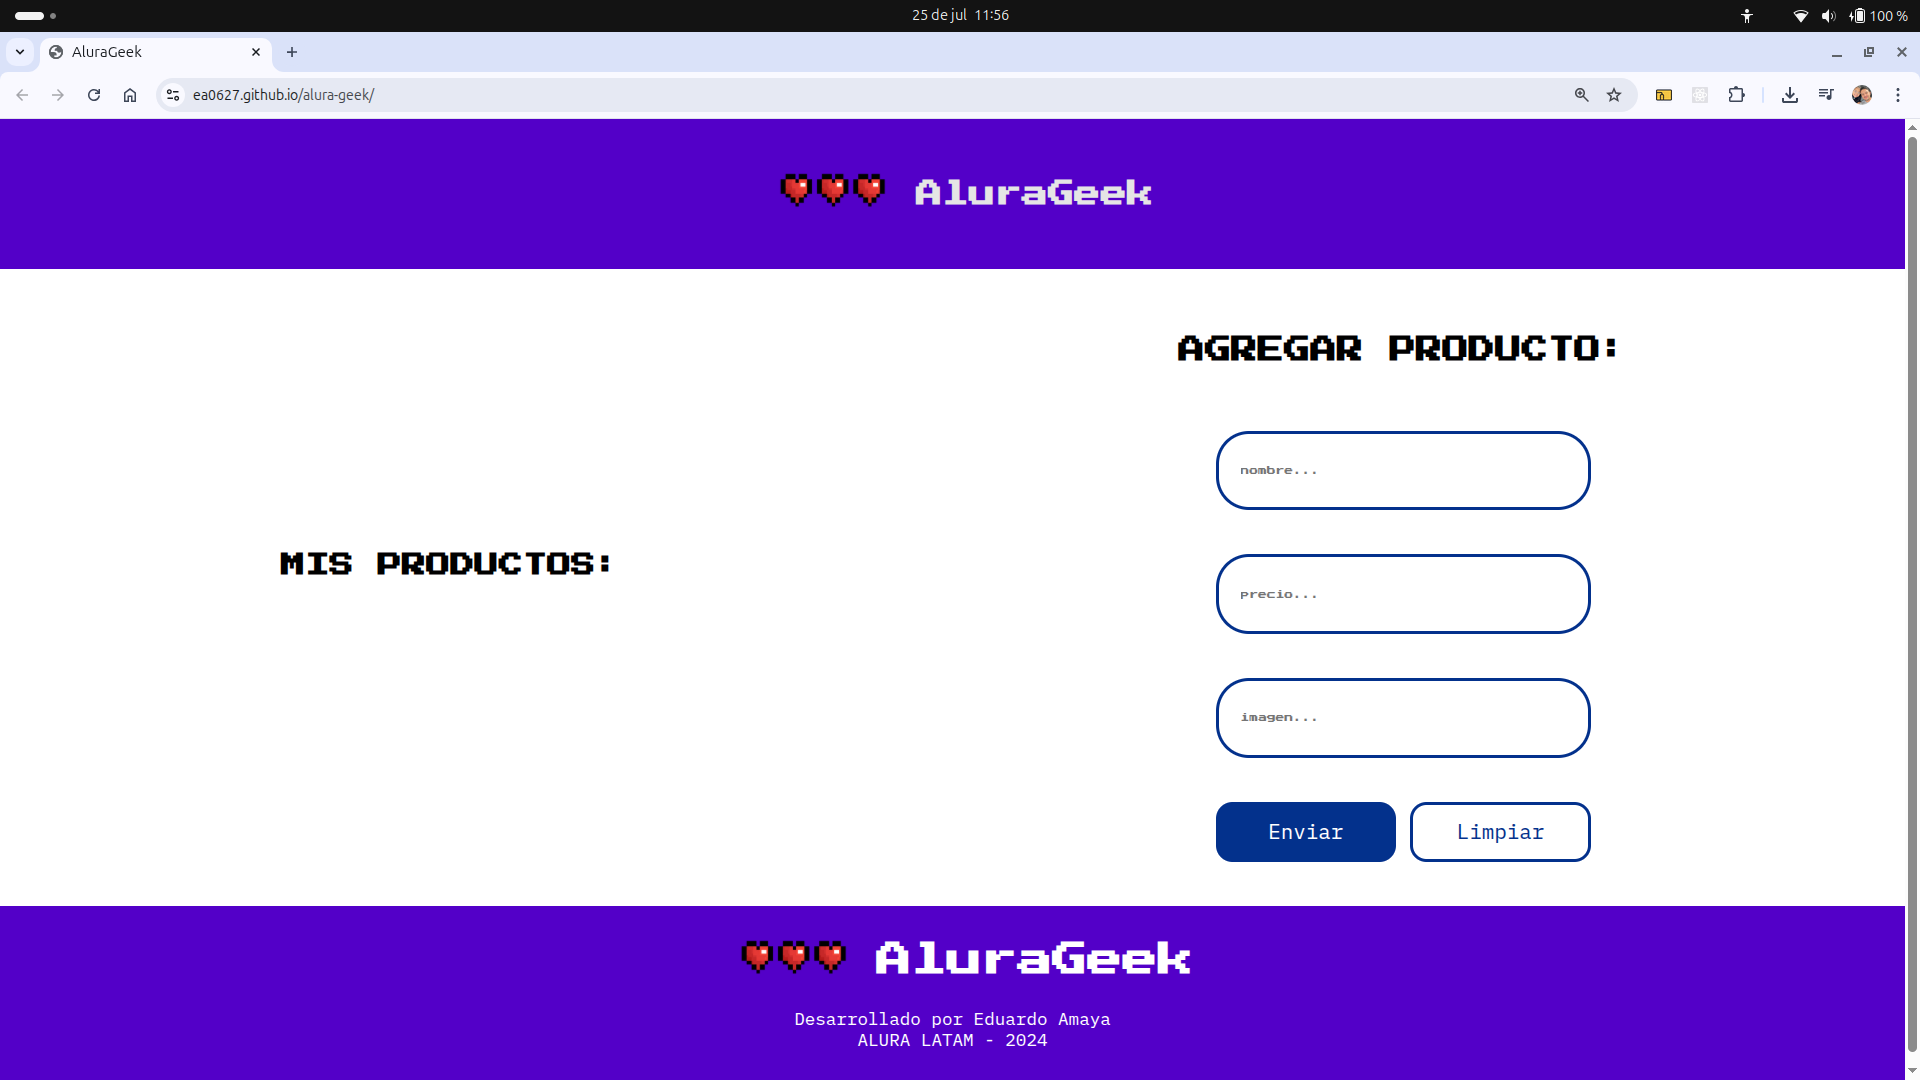 25 de jul 11:56
100 %
AluraGeek
ea0627.github.io/alura-geek/
AluraGeek
MIS PRODUCTOS:
AGREGAR PRODUCTO:
nombre...
precio...
imagen...
Enviar
Limpiar
AluraGeek
Desarrollado por Eduardo Amaya
ALURA LATAM - 2024